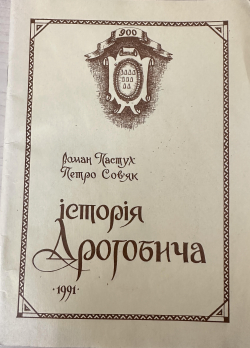 900
Роман Пастух
Петро Сов'як
історія
Дрогобича
·1991·